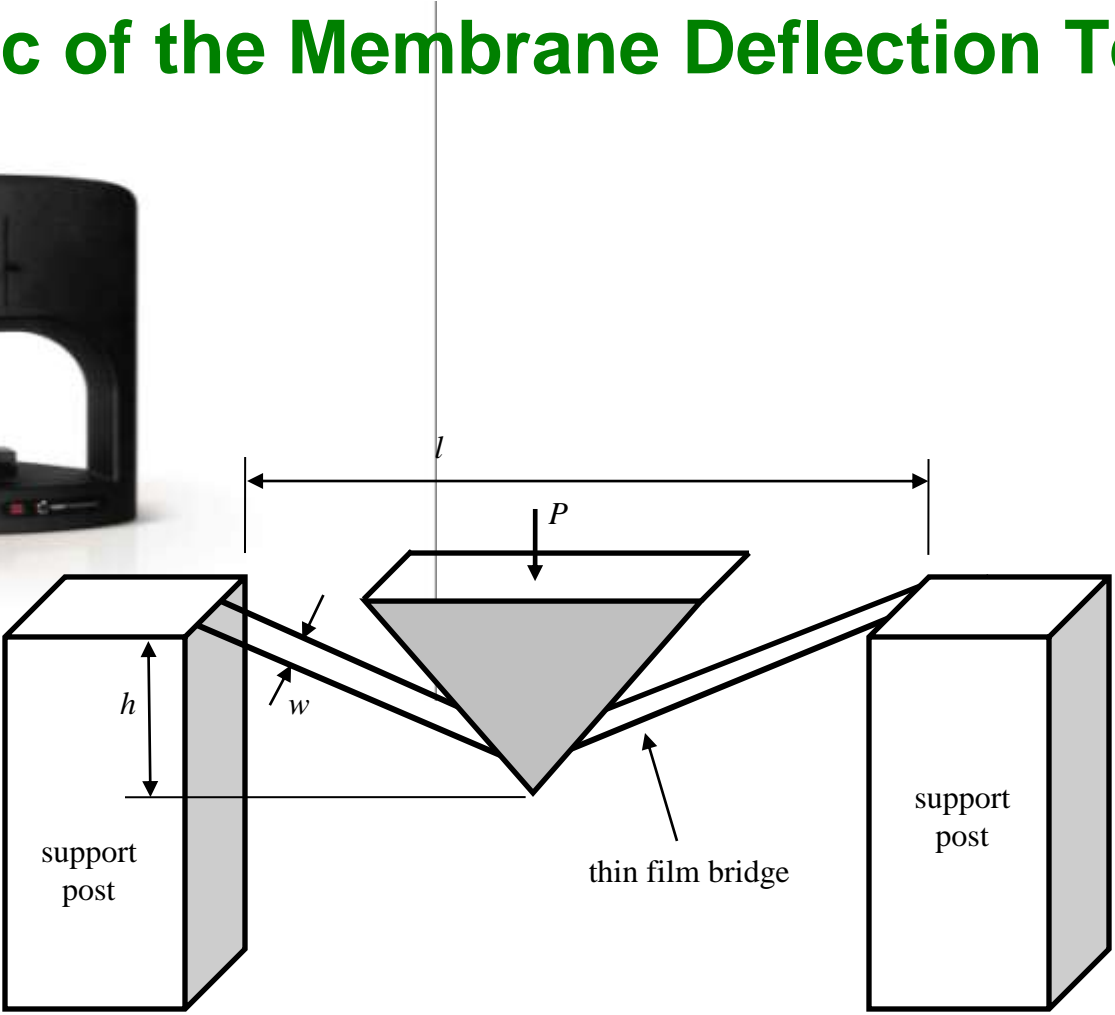 c of the Membrane Deflection Te
l
P
h
w
support
post
thin film bridge
support
post